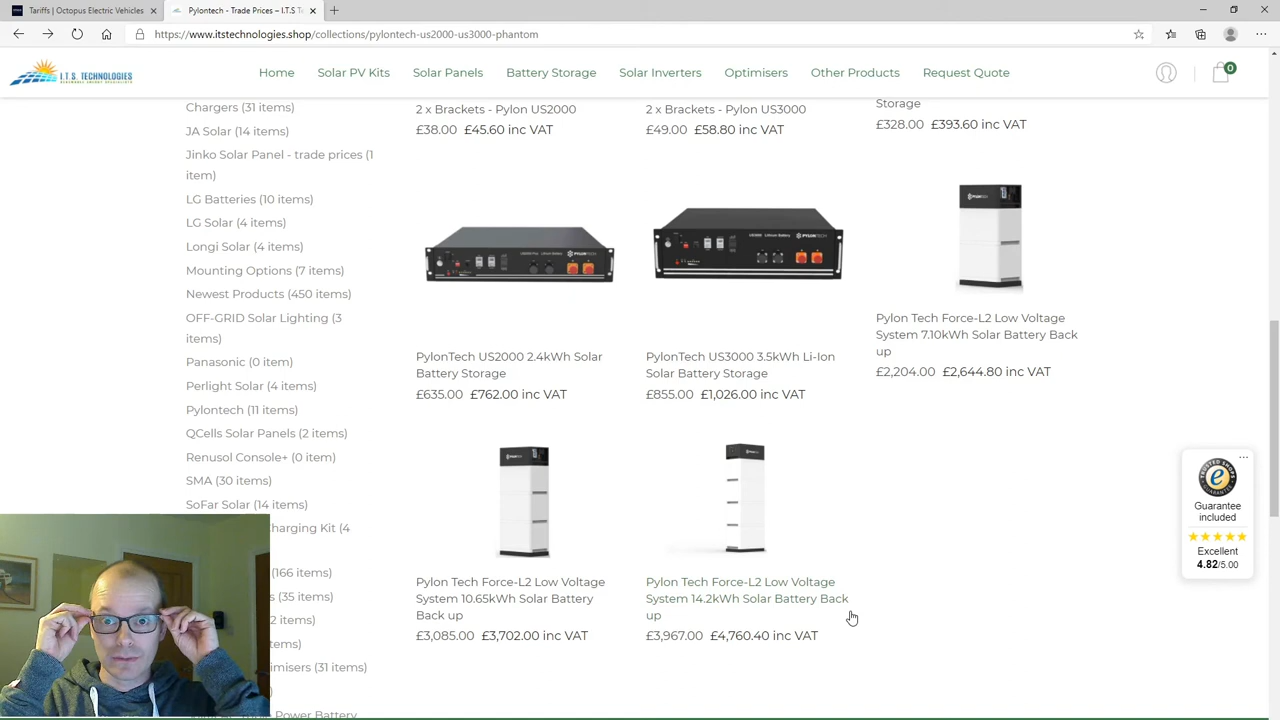 Tariffs | Octopus Electric Vehicles
Pylontech - Trade Prices – I.T.S T
https://www.itstechnologies.shop/collections/pylontech-us2000-us3000-phantom
I.T.S. TECHNOLOGIES
Home
Solar PV Kits
Solar Panels
Battery Storage
Solar Inverters
Optimisers
Other Products
Request Quote
0
Chargers (31 items)
JA Solar (14 items)
Jinko Solar Panel - trade prices (1
item)
LG Batteries (10 items)
LG Solar (4 items)
Longi Solar (4 items)
Mounting Options (7 items)
Newest Products (450 items)
OFF-GRID Solar Lighting (3
items)
Panasonic (0 item)
Perlight Solar (4 items)
Pylontech (11 items)
QCells Solar Panels (2 items)
Renusol Console+ (0 item)
SMA (30 items)
SoFar Solar (14 items)
harging Kit (4
(166 items)
s (35 items)
2 items)
tems)
timisers (31 items)
)
Power Battery
2 x Brackets - Pylon US2000
£38.00 £45.60 inc VAT
2 x Brackets - Pylon US3000
£49.00 £58.80 inc VAT
Storage
£328.00 £393.60 inc VAT
PYLONTECH
PYLONTECH
PylonTech US2000 2.4kWh Solar
Battery Storage
£635.00 £762.00 inc VAT
PylonTech US3000 3.5kWh Li-Ion
Solar Battery Storage
£855.00 £1,026.00 inc VAT
Pylon Tech Force-L2 Low Voltage
System 7.10kWh Solar Battery Back
up
£2,204.00 £2,644.80 inc VAT
Pylon Tech Force-L2 Low Voltage
System 10.65kWh Solar Battery
Back up
£3,085.00 £3,702.00 inc VAT
Pylon Tech Force-L2 Low Voltage
System 14.2kWh Solar Battery Back
up
£3,967.00 £4,760.40 inc VAT
TRUSTED SHOPS
GUARANTEE
Guarantee
included
Excellent
4.82/5.00